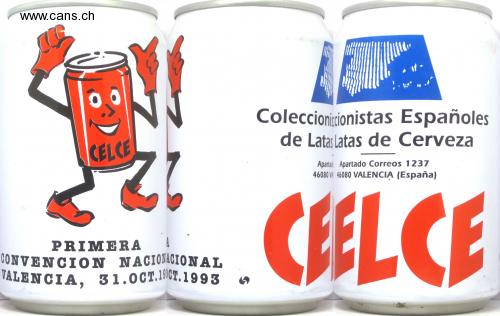 www.cans.ch
CELCE
PRIMERA
CONVENCION NACIONAL
VALENCIA, 31.OCT.1993
Coleccionistas Españoles
de Latas de Cerveza
Apartado Correos 1237
46080 VALENCIA (España)
CELCE